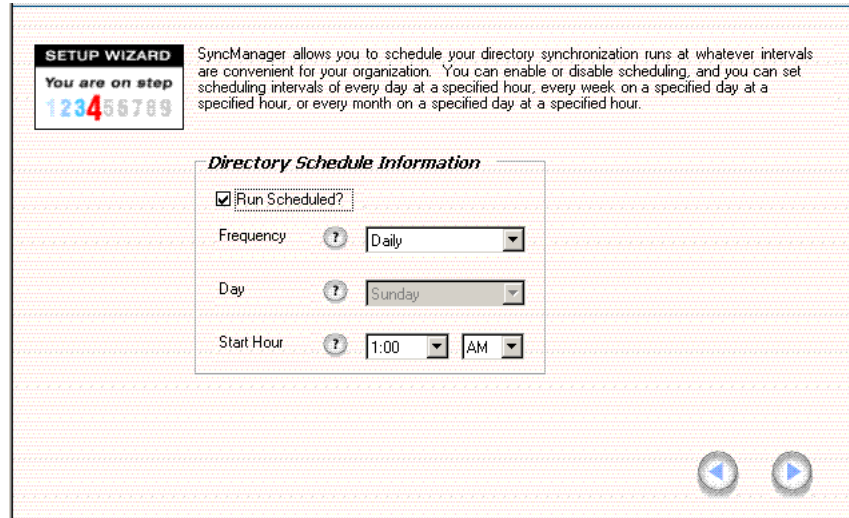 SETUP WIZARD
You are on step
123456789
SyncManager allows you to schedule your directory synchronization runs at whatever intervals
are convenient for your organization. You can enable or disable scheduling, and you can set
scheduling intervals of every day at a specified hour, every week on a specified day at a
specified hour, or every month on a specified day at a specified hour.
Directory Schedule Information
Run Scheduled?
Frequency ? Daily
Day ? Sunday
Start Hour ? 1:00 AM